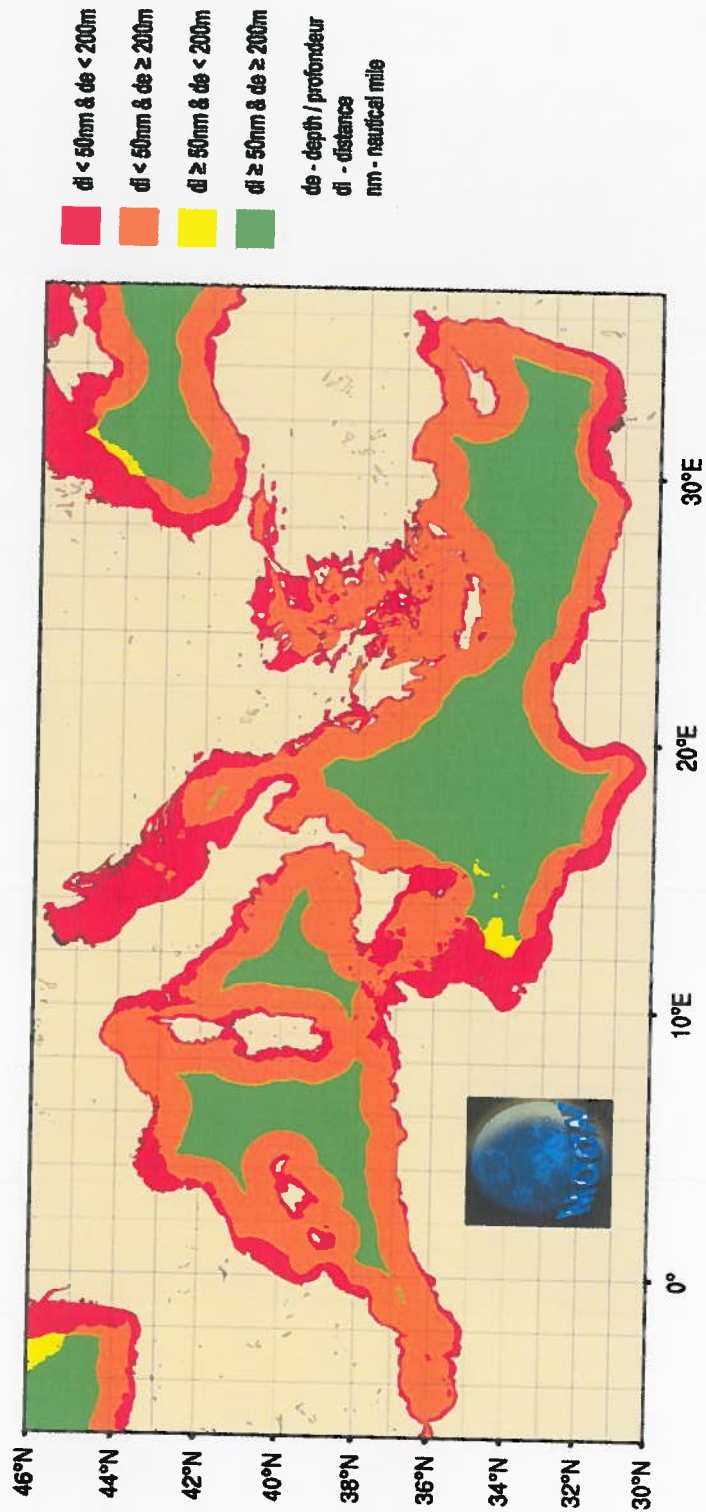 di < 50nm & de < 200m
di < 50nm & de ≥ 200m
di ≥ 50nm & de < 200m
di ≥ 50nm & de ≥ 200m
de - depth / profondeur
di - distance
nm - nautical mile
46°N
44°N
42°N
40°N
38°N
36°N
34°N
32°N
30°N
0°
10°E
20°E
30°E
MOON